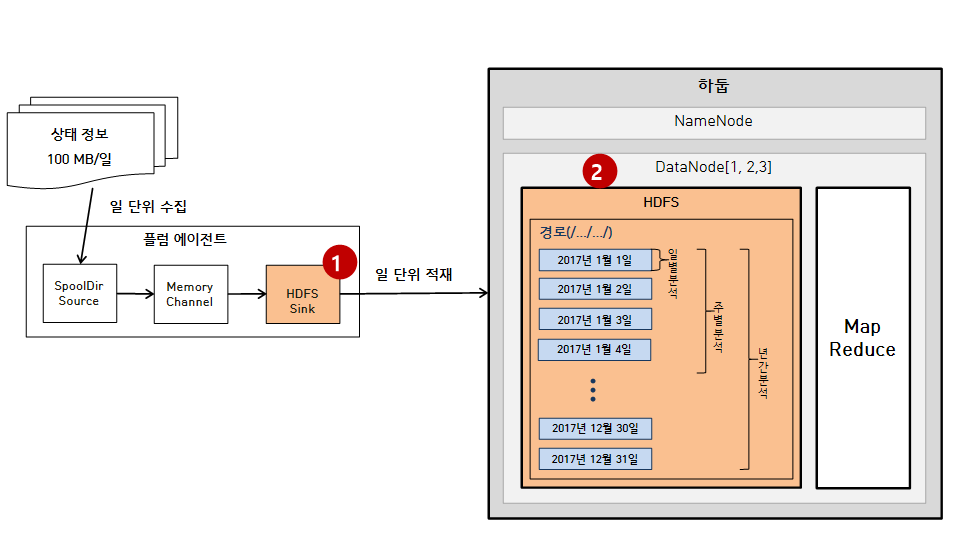 상태 정보
100 MB/일
일 단위 수집
플럼 에이전트
SpoolDir
Source
Memory
Channel
1
HDFS
Sink
일 단위 적재
하둡
NameNode
DataNode[1, 2,3]
2
HDFS
경로(/.../.../)
2017년 1월 1일
2017년 1월 2일
2017년 1월 3일
2017년 1월 4일
2017년 12월 30일
2017년 12월 31일
일별분석
주별분석
년간분석
Map
Reduce